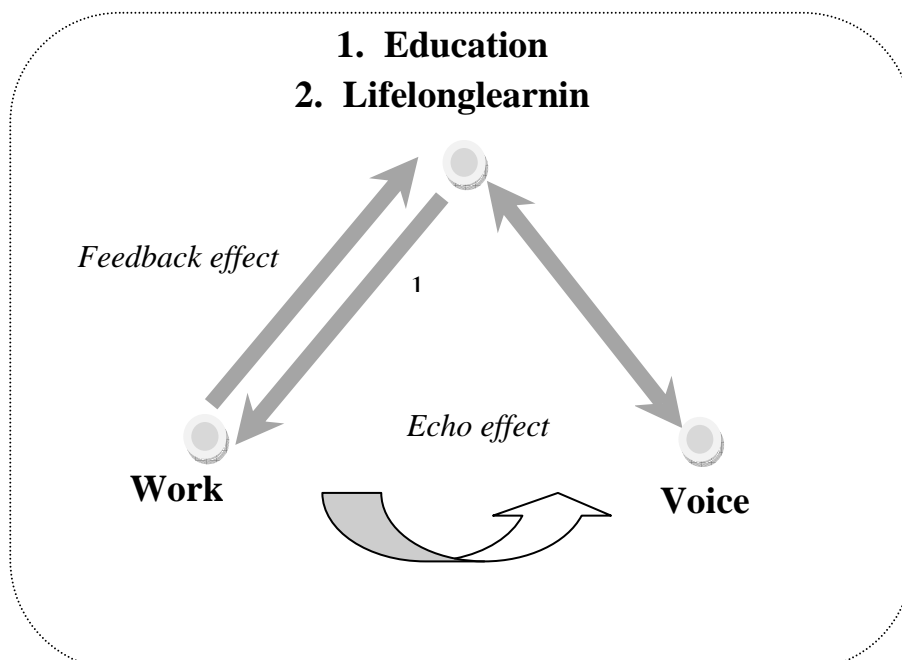 1. Education
2. Lifelonglearnin
Feedback effect
1
Echo effect
Work
Voice